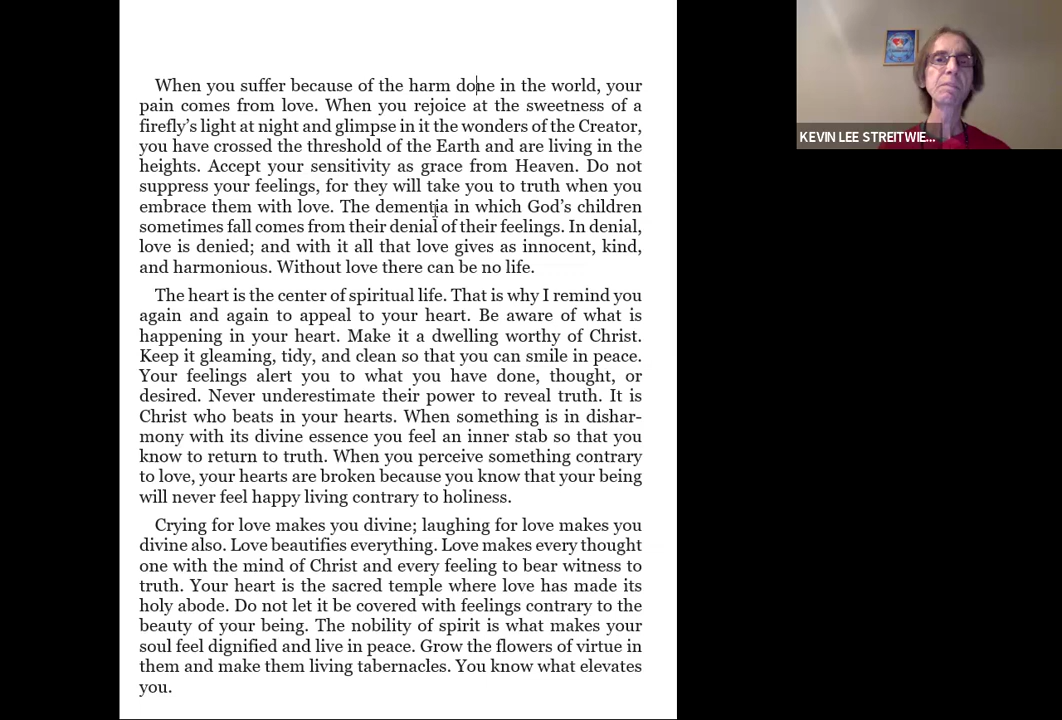 When you suffer because of the harm done in the world, your
pain comes from love. When you rejoice at the sweetness of a
firefly's light at night and glimpse in it the wonders of the Creator,
you have crossed the threshold of the Earth and are living in the
heights. Accept your sensitivity as grace from Heaven. Do not
suppress your feelings, for they will take you to truth when you
embrace them with love. The dementia in which God's children
sometimes fall comes from their denial of their feelings. In denial,
love is denied; and with it all that love gives as innocent, kind,
and harmonious. Without love there can be no life.
The heart is the center of spiritual life. That is why I remind you
again and again to appeal to your heart. Be aware of what is
happening in your heart. Make it a dwelling worthy of Christ.
Keep it gleaming, tidy, and clean so that you can smile in peace.
Your feelings alert you to what you have done, thought, or
desired. Never underestimate their power to reveal truth. It is
Christ who beats in your hearts. When something is in dishar-
mony with its divine essence you feel an inner stab so that you
know to return to truth. When you perceive something contrary
to love, your hearts are broken because you know that your being
will never feel happy living contrary to holiness.
Crying for love makes you divine; laughing for love makes you
divine also. Love beautifies everything. Love makes every thought
one with the mind of Christ and every feeling to bear witness to
truth. Your heart is the sacred temple where love has made its
holy abode. Do not let it be covered with feelings contrary to the
beauty of your being. The nobility of spirit is what makes your
soul feel dignified and live in peace. Grow the flowers of virtue in
them and make them living tabernacles. You know what elevates
you.
KEVIN LEE STREITWIE...